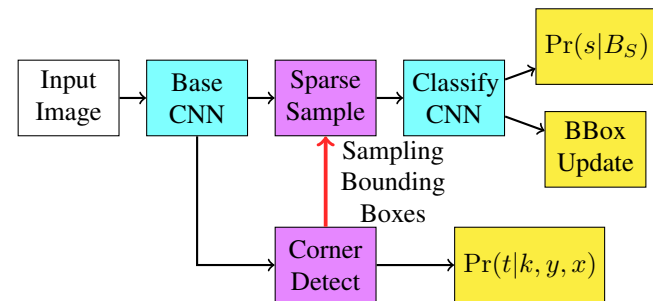 Input
Image
Base
CNN
Sparse
Sample
Classify
CNN
Pr(s|B_S)
BBox
Update
Sampling
Bounding
Boxes
Corner
Detect
Pr(t|k, y, x)